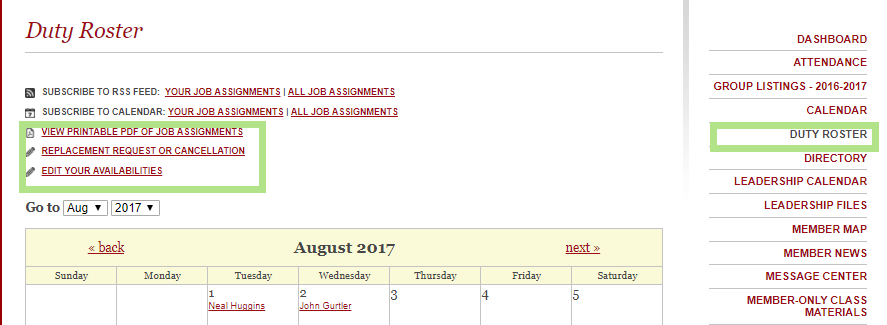 Duty Roster
SUBSCRIBE TO RSS FEED: YOUR JOB ASSIGNMENTS | ALL JOB ASSIGNMENTS
SUBSCRIBE TO CALENDAR: YOUR JOB ASSIGNMENTS | ALL JOB ASSIGNMENTS
VIEW PRINTABLE PDF OF JOB ASSIGNMENTS
REPLACEMENT REQUEST OR CANCELLATION
EDIT YOUR AVAILABILITIES
Go to Aug 2017
« back August 2017 next »
Sunday Monday Tuesday Wednesday Thursday Friday Saturday
1 2 3 4 5
Neal Huggins John Gurtler
DASHBOARD
ATTENDANCE
GROUP LISTINGS - 2016-2017
CALENDAR
DUTY ROSTER
DIRECTORY
LEADERSHIP CALENDAR
LEADERSHIP FILES
MEMBER MAP
MEMBER NEWS
MESSAGE CENTER
MEMBER-ONLY CLASS
MATERIALS